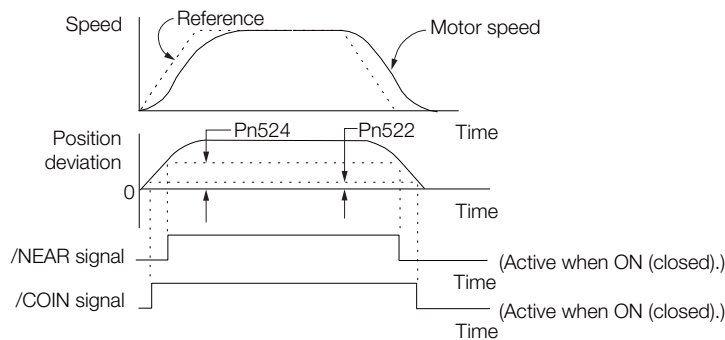 Speed
Reference
Motor speed
Time
Position
deviation
Pn524
Pn522
0
Time
/NEAR signal
(Active when ON (closed).)
Time
/COIN signal
(Active when ON (closed).)
Time